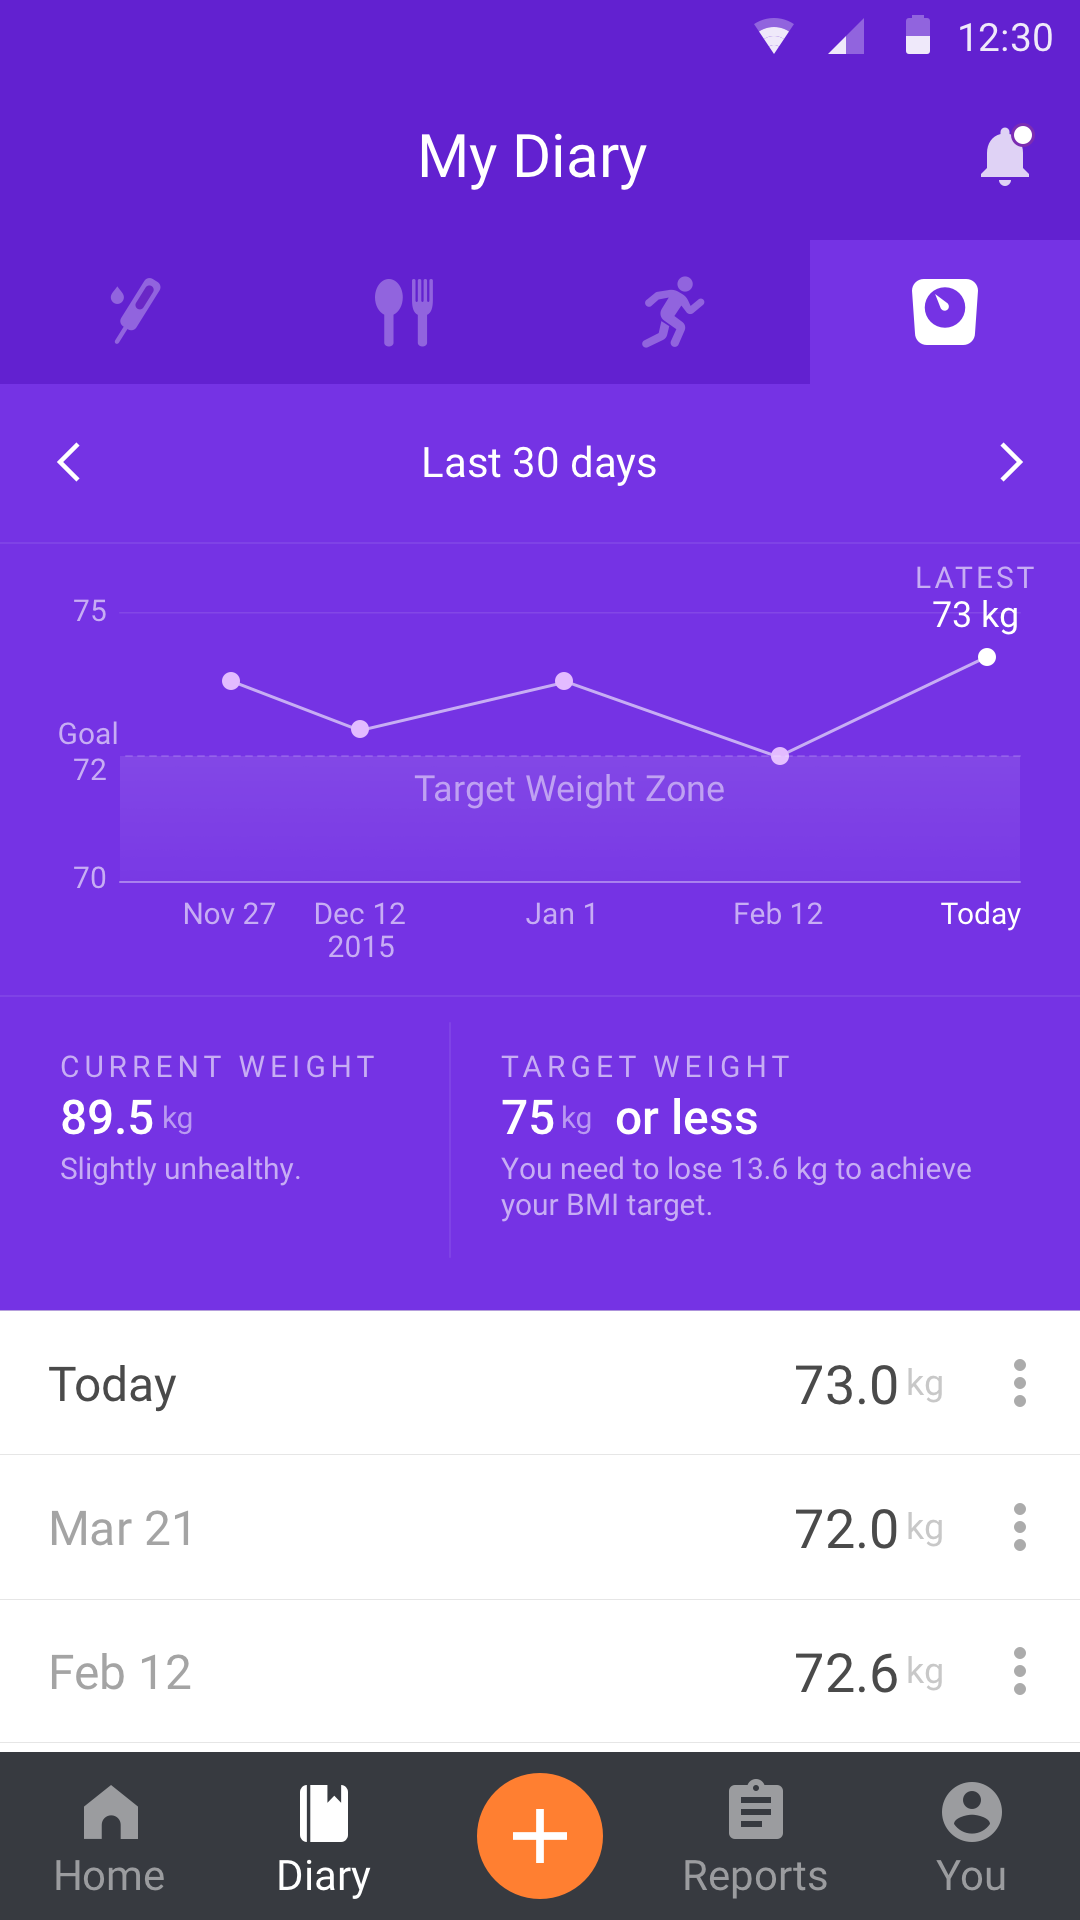 12:30
My Diary
Last 30 days
LATEST
73 kg
75
Goal
72
Target Weight Zone
70
Nov 27 Dec 12 Jan 1 Feb 12 Today
2015
CURRENT WEIGHT
89.5 kg
Slightly unhealthy.
TARGET WEIGHT
75 kg or less
You need to lose 13.6 kg to achieve
your BMI target.
Today 73.0 kg
Mar 21 72.0 kg
Feb 12 72.6 kg
Home Diary Reports You